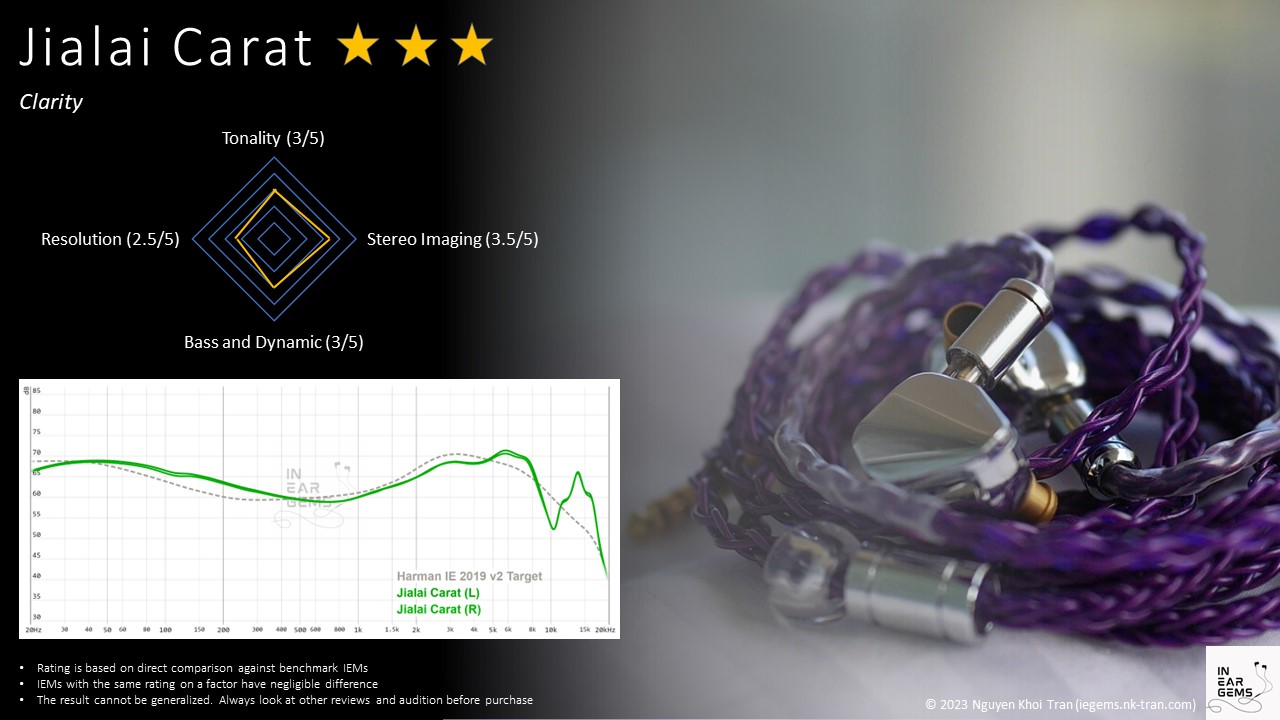 Jialai Carat
Clarity
Tonality (3/5)
Resolution (2.5/5)
Stereo Imaging (3.5/5)
Bass and Dynamic (3/5)
dB
85
80
75
70
65
60
55
50
45
40
35
30
IN
EAR
GEMS
Harman IE 2019 v2 Target
Jialai Carat (L)
Jialai Carat (R)
20Hz 30 40 50 60 80 100 150 200 300 400 500 600 800 1k 1.5k 2k 3k 4k 5k 6k 8k 10k 15k 20kHz
• Rating is based on direct comparison against benchmark IEMs
• IEMs with the same rating on a factor have negligible difference
• The result cannot be generalized. Always look at other reviews and audition before purchase
© 2023 Nguyen Khoi Tran (iegems.nk-tran.com)
IN
EAR
GEMS